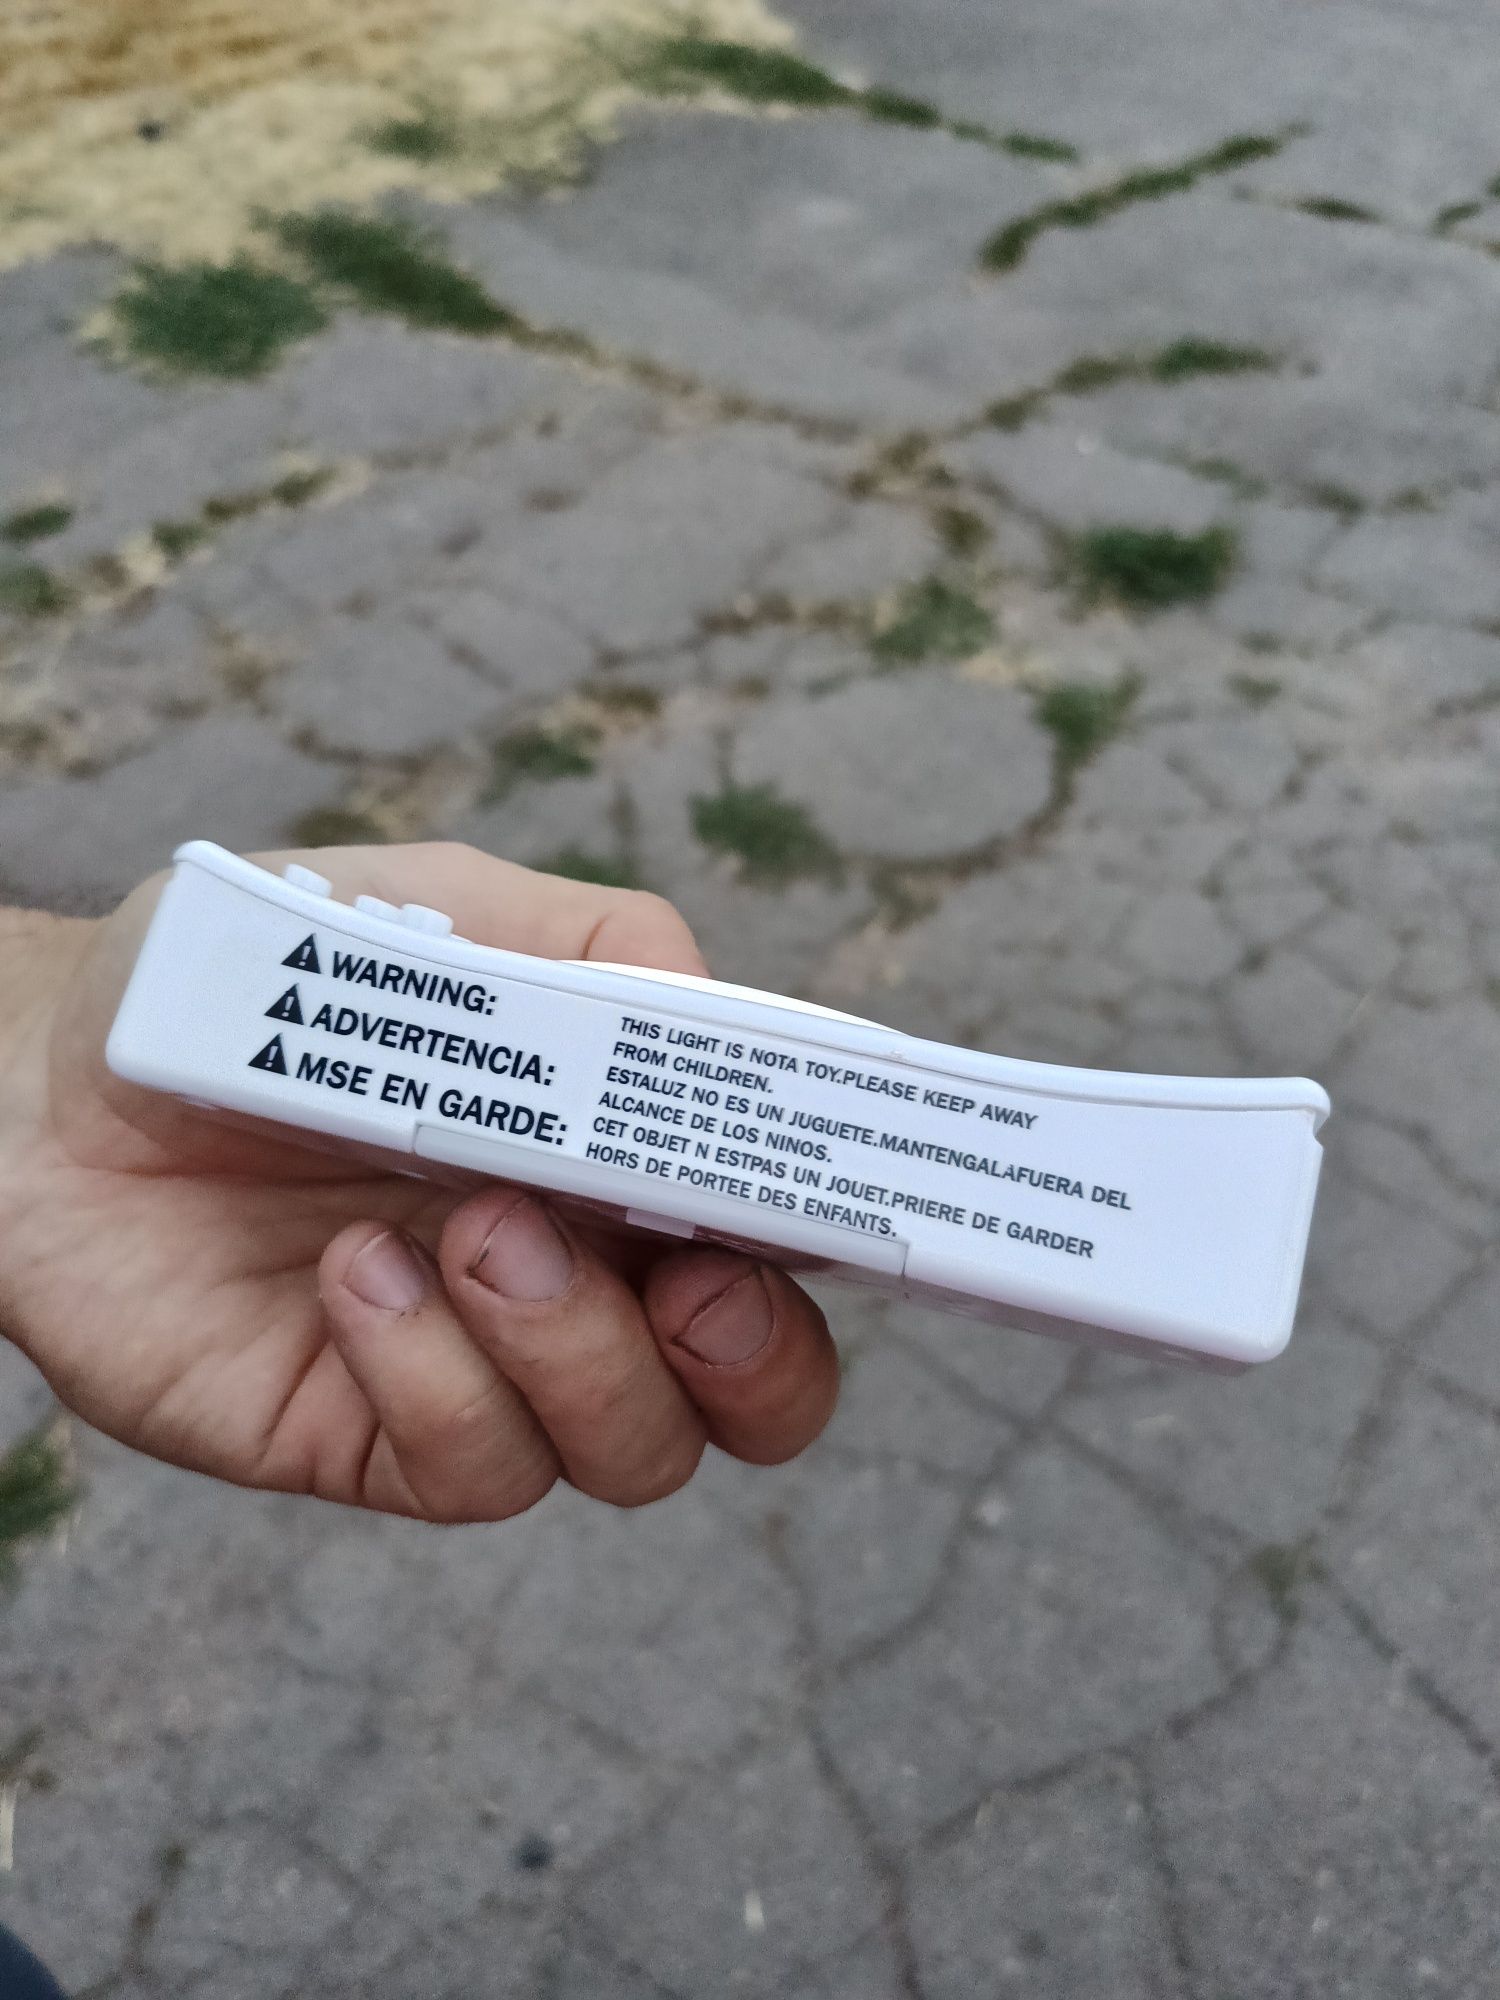 WARNING:
ADVERTENCIA:
MSE EN GARDE:
THIS LIGHT IS NOTA TOY.PLEASE KEEP AWAY
FROM CHILDREN.
ESTALUZ NO ES UN JUGUETE.MANTENGALAFUERA DEL
ALCANCE DE LOS NINOS.
CET OBJET N ESTPAS UN JOUET.PRIERE DE GARDER
HORS DE PORTEE DES ENFANTS.